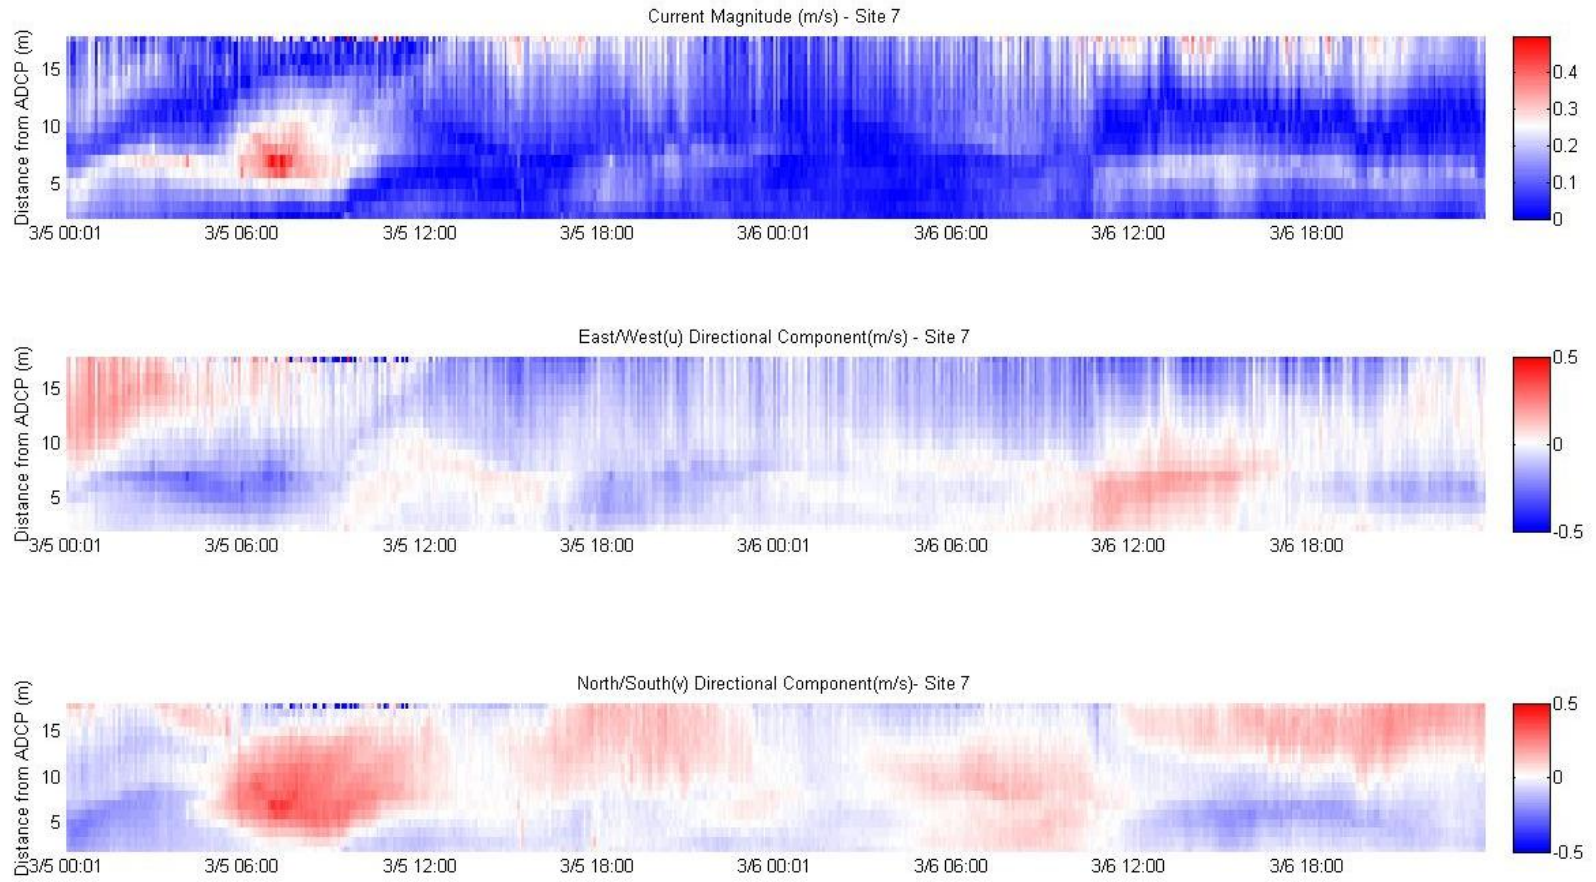 Current Magnitude (m/s) - Site 7
Distance from ADCP (m)
15
10
5
3/5 00:01 3/5 06:00 3/5 12:00 3/5 18:00 3/6 00:01 3/6 06:00 3/6 12:00 3/6 18:00
0.4
0.3
0.2
0.1
0
East/West(u) Directional Component(m/s) - Site 7
Distance from ADCP (m)
15
10
5
3/5 00:01 3/5 06:00 3/5 12:00 3/5 18:00 3/6 00:01 3/6 06:00 3/6 12:00 3/6 18:00
0.5
0
-0.5
North/South(v) Directional Component(m/s)- Site 7
Distance from ADCP (m)
15
10
5
3/5 00:01 3/5 06:00 3/5 12:00 3/5 18:00 3/6 00:01 3/6 06:00 3/6 12:00 3/6 18:00
0.5
0
-0.5